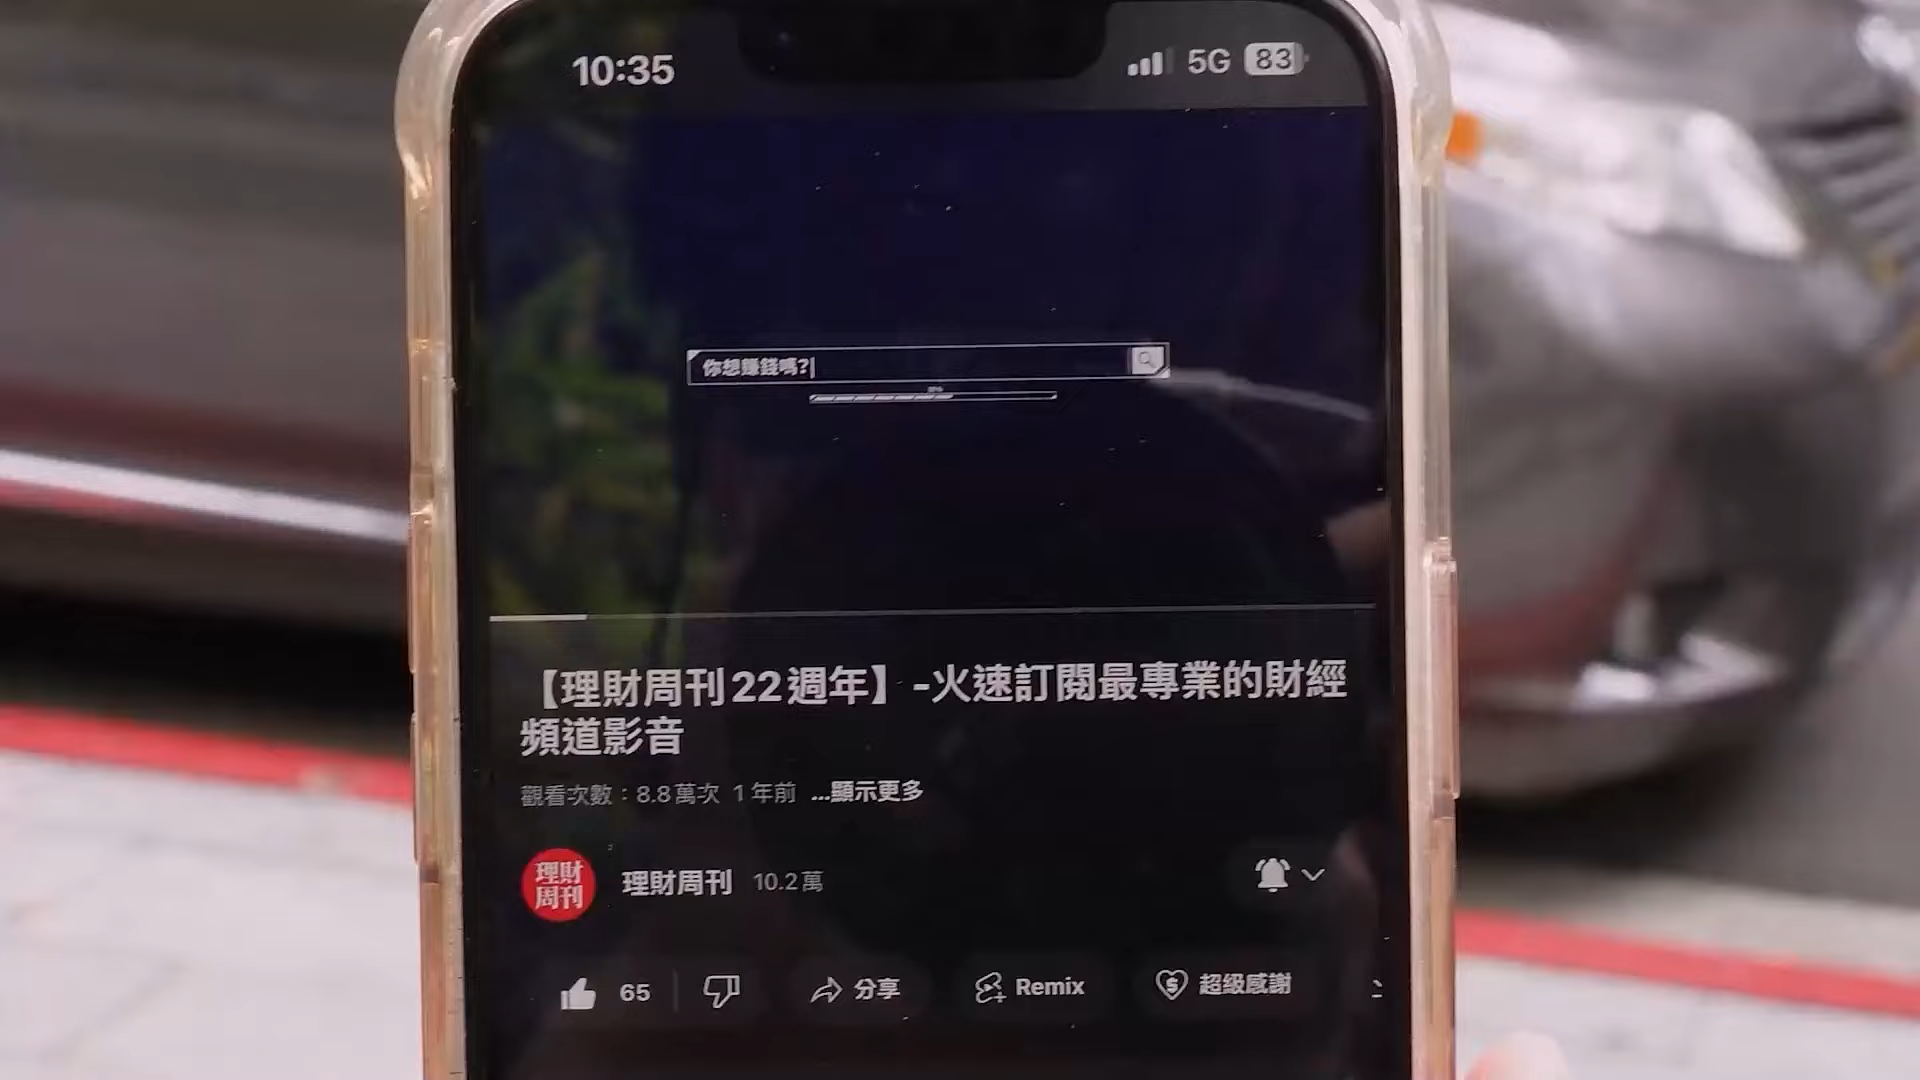 10:35
5G 83
你想賺錢嗎?
【理財周刊22週年】-火速訂閱最專業的財經
頻道影音
觀看次數：8.8萬次 1年前 ...顯示更多
理財
周刊
理財周刊 10.2萬
65
分享
Remix
超級感謝